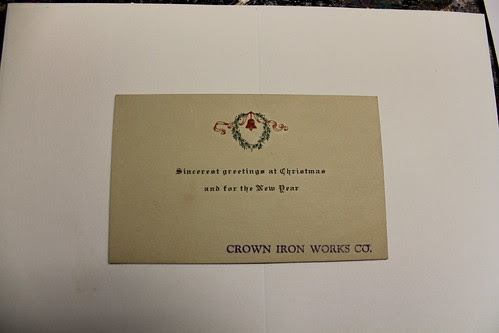 Sincerest greetings at Christmas
and for the New Year
CROWN IRON WORKS CO.